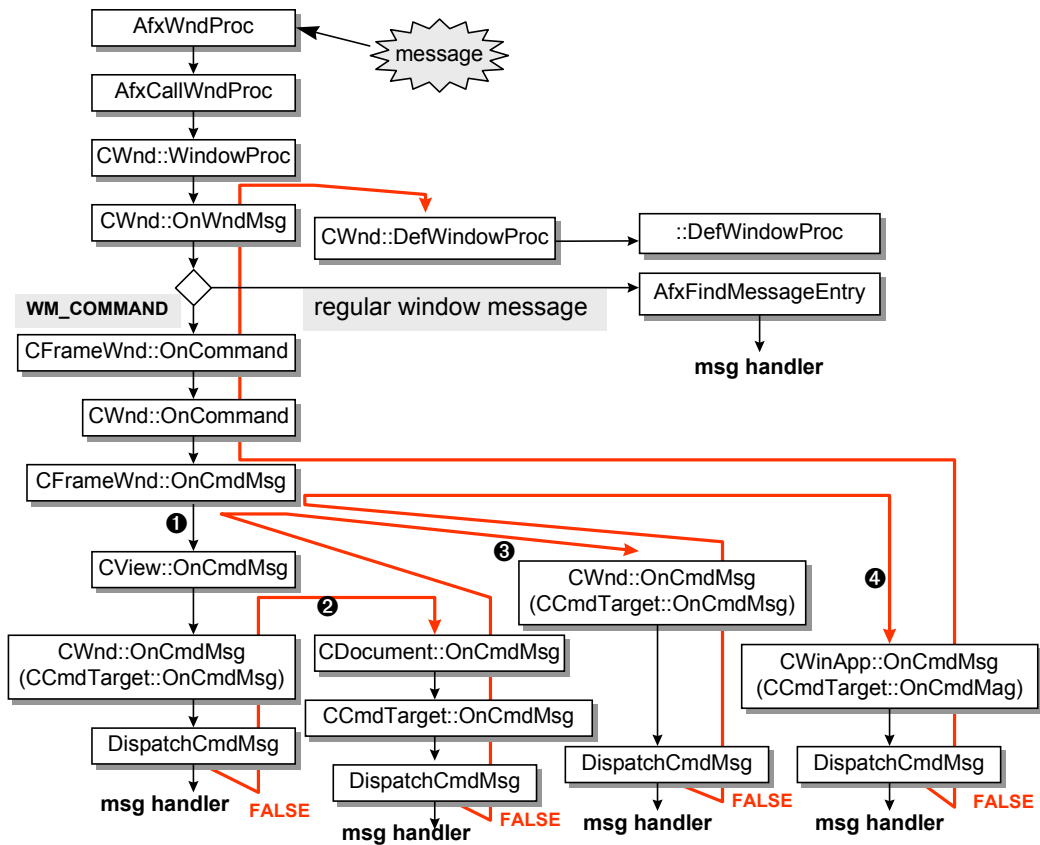 AfxWndProc
message
AfxCallWndProc
CWnd::WindowProc
CWnd::OnWndMsg
CWnd::DefWindowProc
::DefWindowProc
WM_COMMAND
regular window message
AfxFindMessageEntry
msg handler
CFrameWnd::OnCommand
CWnd::OnCommand
CFrameWnd::OnCmdMsg
❶
CView::OnCmdMsg
CWnd::OnCmdMsg
(CCmdTarget::OnCmdMsg)
DispatchCmdMsg
msg handler
FALSE
❷
CDocument::OnCmdMsg
CCmdTarget::OnCmdMsg
DispatchCmdMsg
msg handler
FALSE
❸
CWnd::OnCmdMsg
(CCmdTarget::OnCmdMsg)
DispatchCmdMsg
msg handler
FALSE
❹
CWinApp::OnCmdMsg
(CCmdTarget::OnCmdMag)
DispatchCmdMsg
msg handler
FALSE